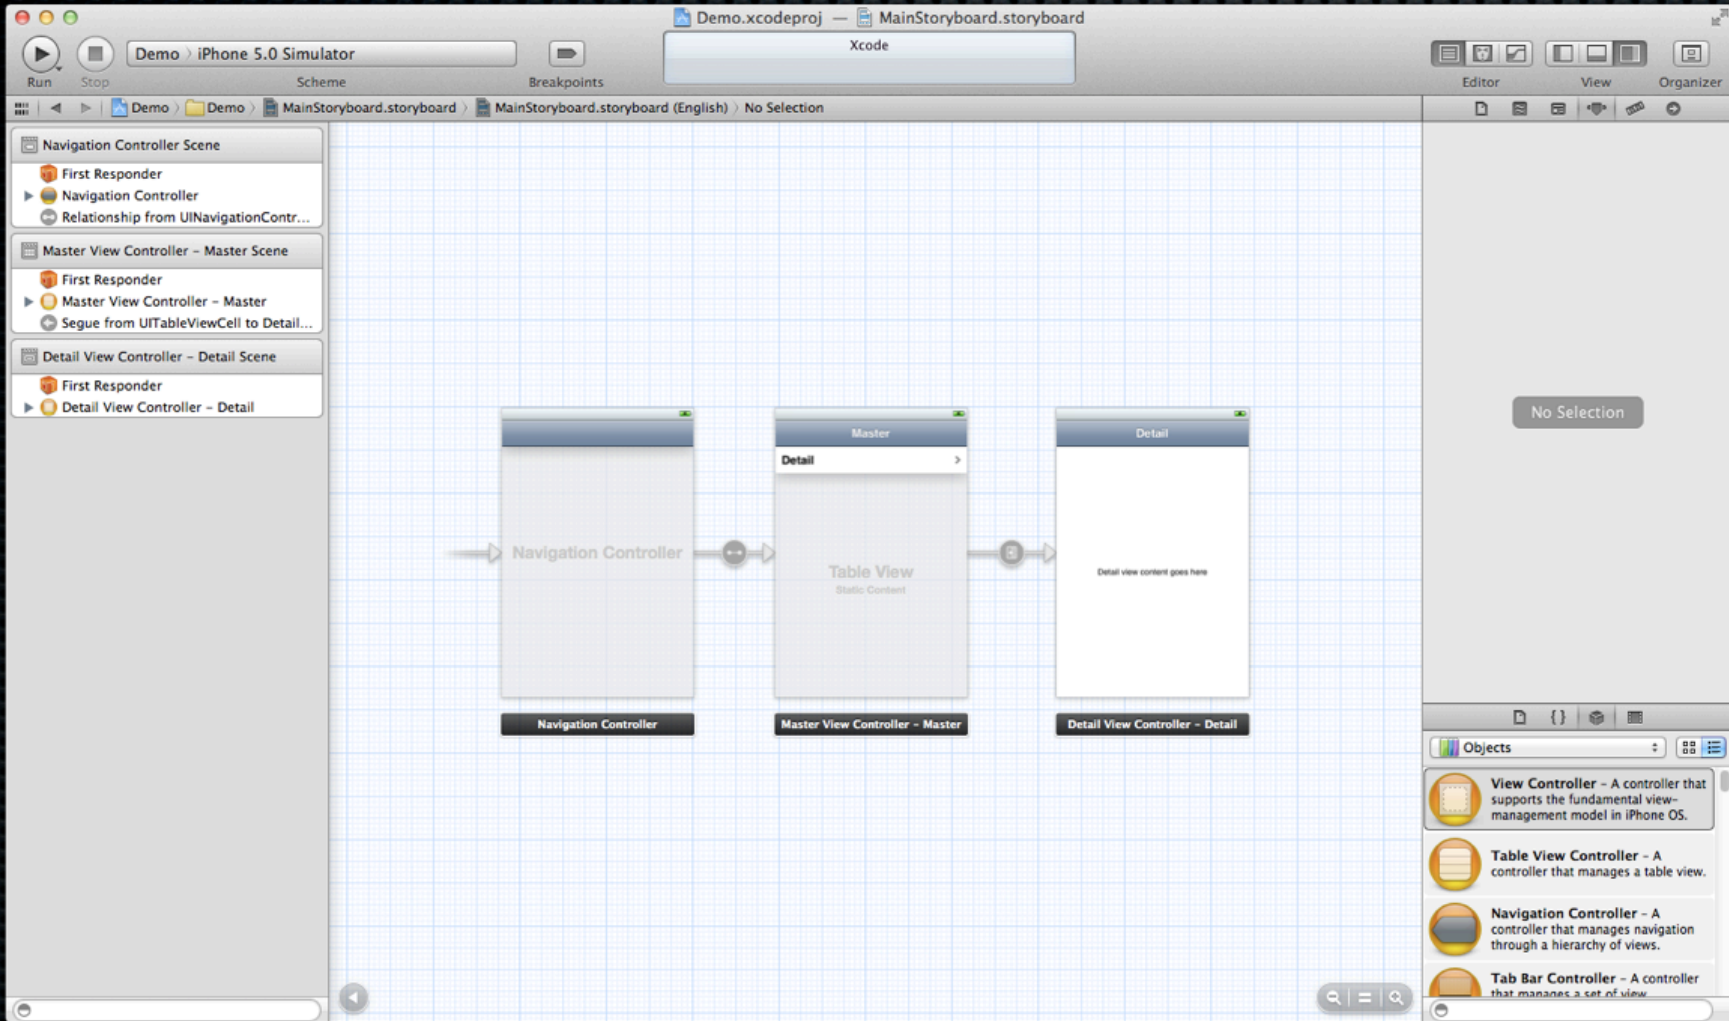 Demo.xcodeproj — MainStoryboard.storyboard
Demo › iPhone 5.0 Simulator
Xcode
Run
Stop
Scheme
Breakpoints
Editor
View
Organizer
Demo
Demo
MainStoryboard.storyboard
MainStoryboard.storyboard (English)
No Selection
Navigation Controller Scene
First Responder
Navigation Controller
Relationship from UINavigationContr...
Master View Controller – Master Scene
First Responder
Master View Controller – Master
Segue from UITableViewCell to Detail...
Detail View Controller – Detail Scene
First Responder
Detail View Controller – Detail
Navigation Controller
Navigation Controller
Master
Detail
Table View
Static Content
Master View Controller – Master
Detail
Detail view content goes here
Detail View Controller – Detail
No Selection
{ }
Objects
View Controller – A controller that
supports the fundamental view-
management model in iPhone OS.
Table View Controller – A
controller that manages a table view.
Navigation Controller – A
controller that manages navigation
through a hierarchy of views.
Tab Bar Controller – A controller
that manages a set of view